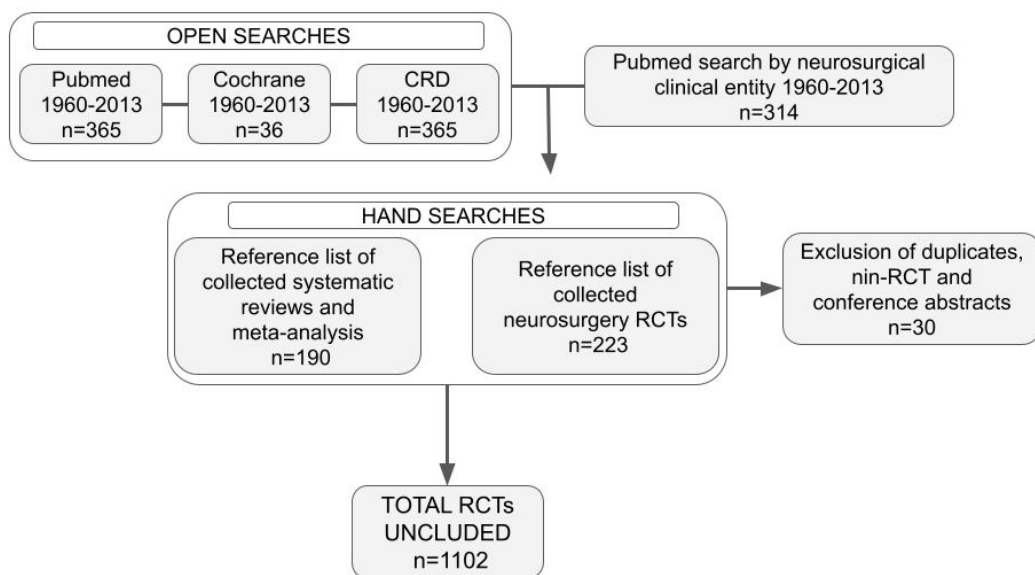 OPEN SEARCHES
Pubmed
1960-2013
n=365
Cochrane
1960-2013
n=36
CRD
1960-2013
n=365
Pubmed search by neurosurgical
clinical entity 1960-2013
n=314
HAND SEARCHES
Reference list of
collected systematic
reviews and
meta-analysis
n=190
Reference list of
collected
neurosurgery RCTs
n=223
Exclusion of duplicates,
nin-RCT and
conference abstracts
n=30
TOTAL RCTs
UNCLUDED
n=1102